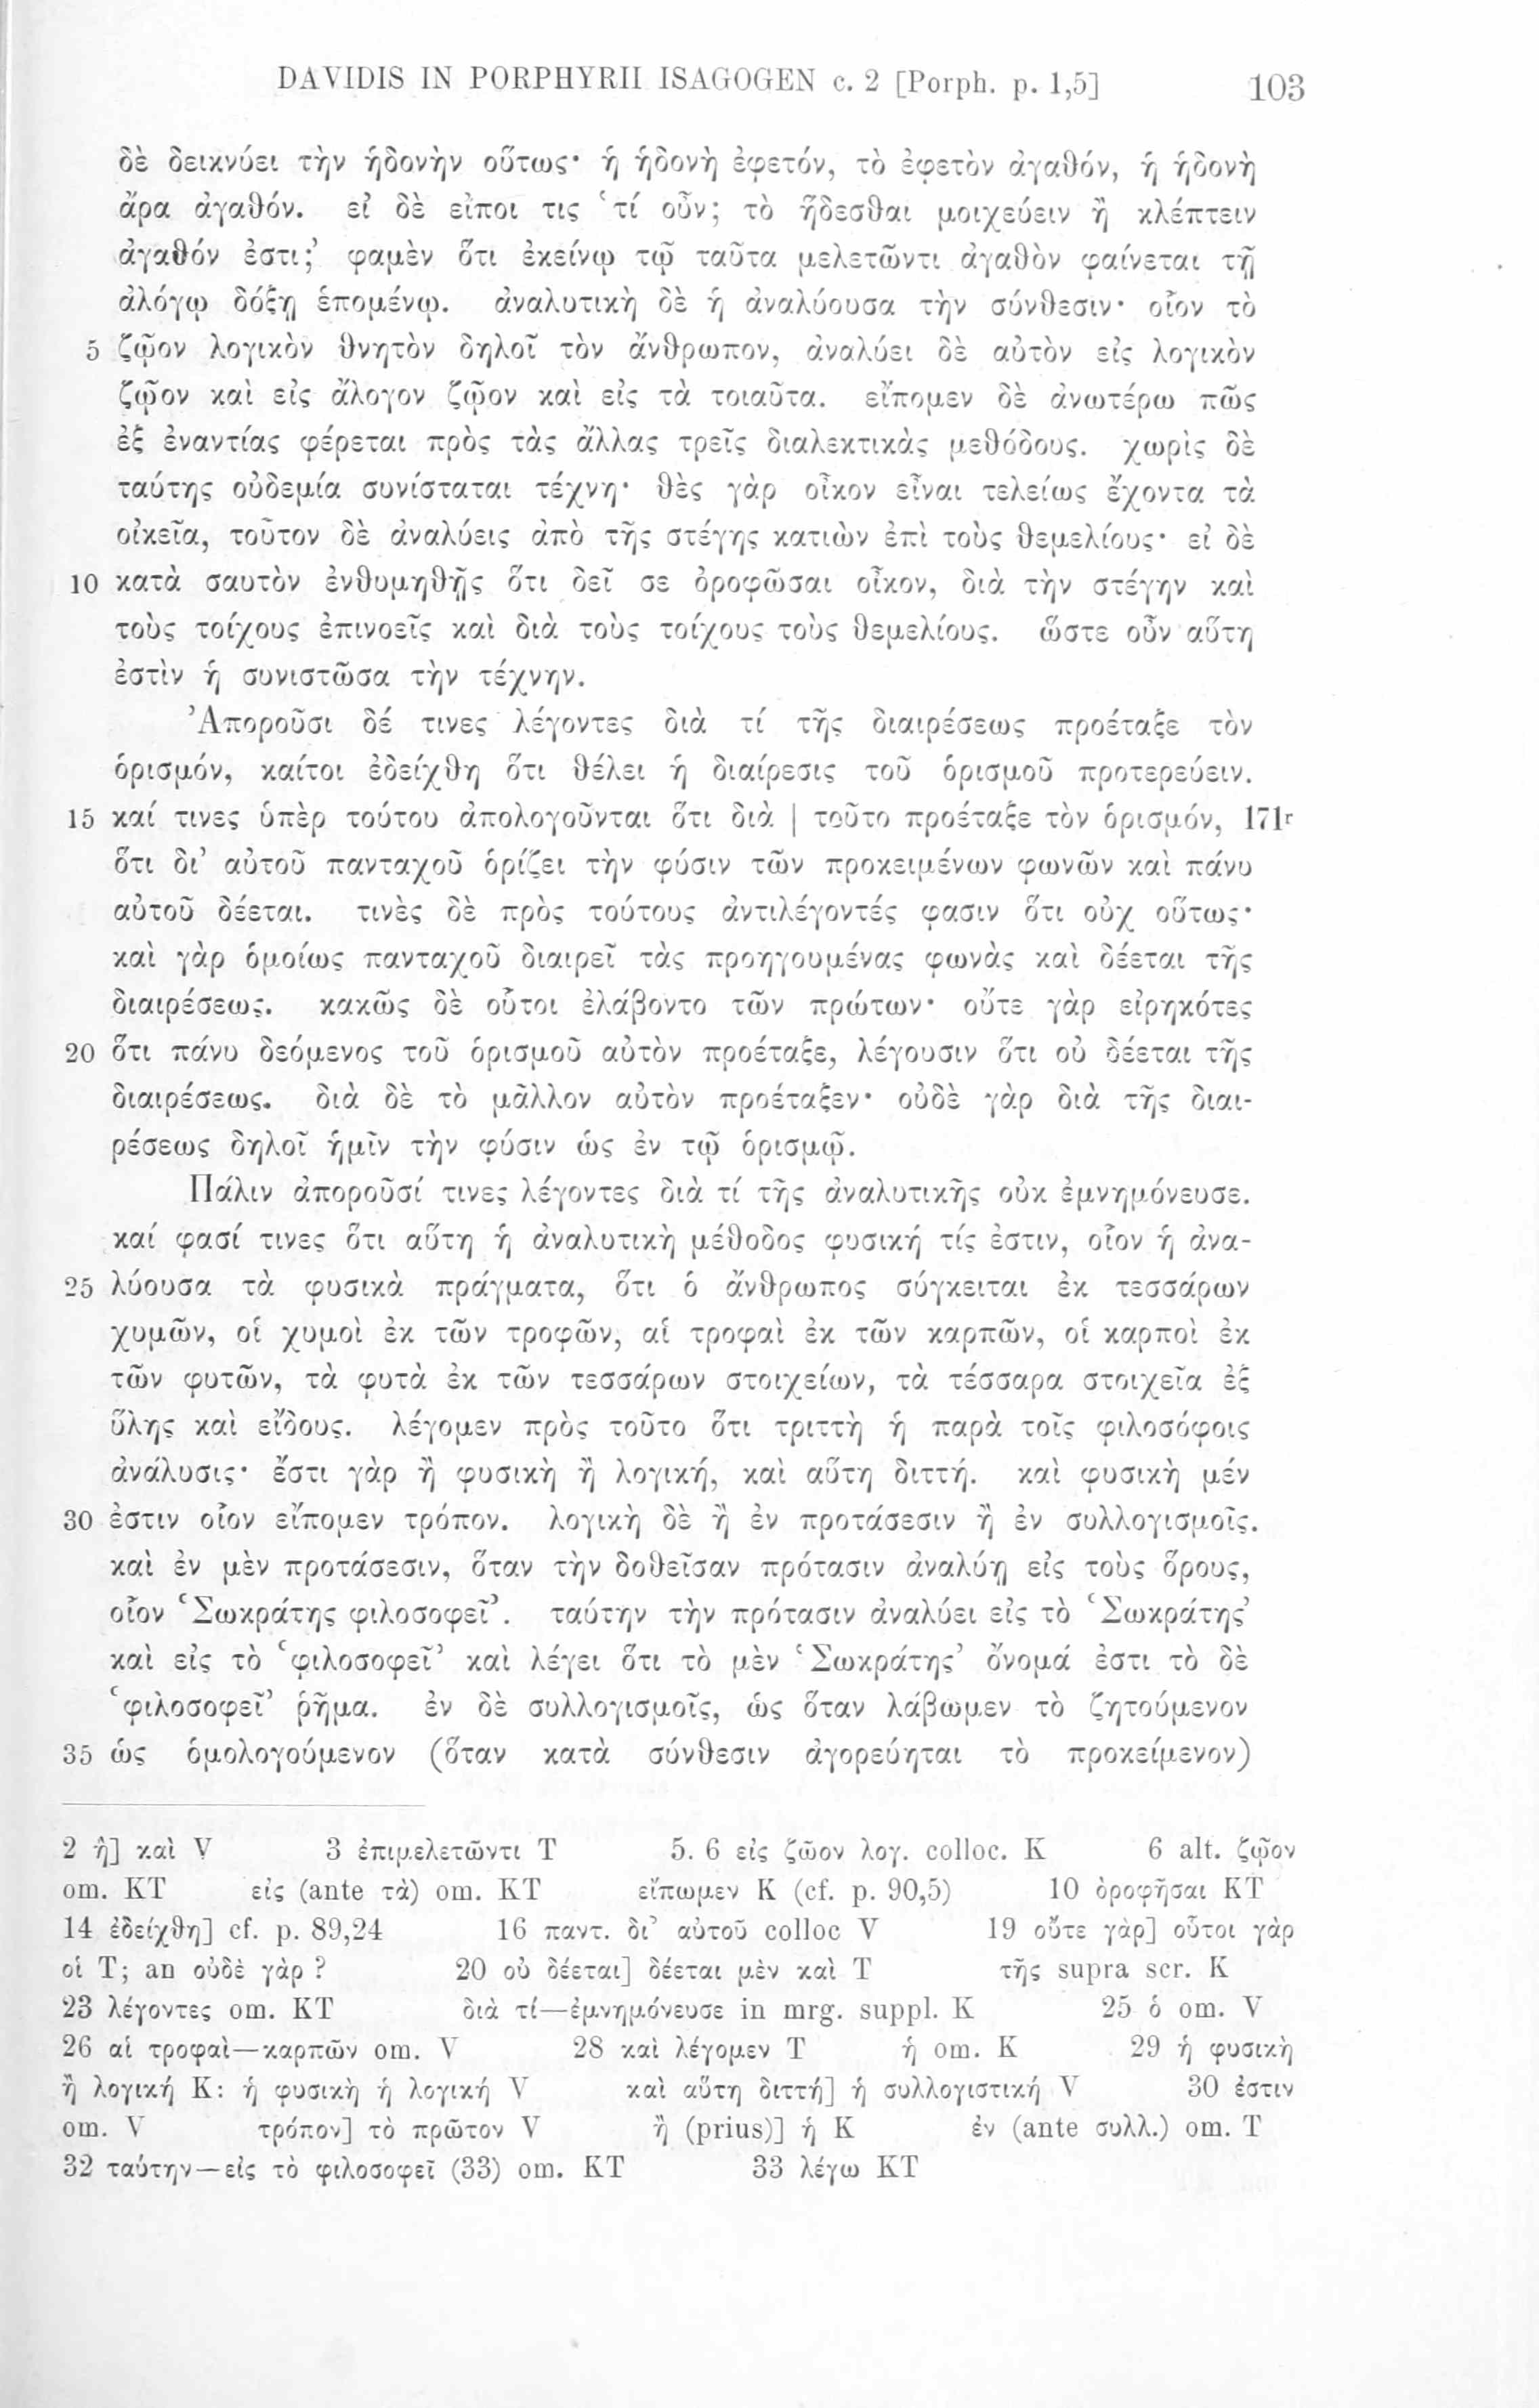 DAVIDIS IN PORPHYRII ISAGOGEN c. 2 [Porph. p. 1,5] 103
δὲ δεικνύει τὴν ἡδονὴν οὕτως· ἡ ἡδονὴ ἐφετόν, τὸ ἐφετὸν ἀγαθόν, ἡ ἡδονὴ
ἄρα ἀγαθόν. εἰ δὲ εἴποι τις ‘τί οὖν; τὸ ἥδεσθαι μοιχεύειν ἢ κλέπτειν
ἀγαθόν ἐστι;’ φαμὲν ὅτι ἐκείνῳ τῷ ταῦτα μελετῶντι ἀγαθὸν φαίνεται τῇ
ἀλόγῳ δόξῃ ἑπομένῳ. ἀναλυτικὴ δὲ ἡ ἀναλύουσα τὴν σύνθεσιν· οἷον τὸ
5 ζῷον λογικὸν θνητὸν δηλοῖ τὸν ἄνθρωπον, ἀναλύει δὲ αὐτὸν εἰς λογικὸν
ζῷον καὶ εἰς ἄλογον ζῷον καὶ εἰς τὰ τοιαῦτα. εἴπομεν δὲ ἀνωτέρω πῶς
ἐξ ἐναντίας φέρεται πρὸς τὰς ἄλλας τρεῖς διαλεκτικὰς μεθόδους. χωρὶς δὲ
ταύτης οὐδεμία συνίσταται τέχνη· θὲς γὰρ οἶκον εἶναι τελείως ἔχοντα τὰ
οἰκεῖα, τοῦτον δὲ ἀναλύεις ἀπὸ τῆς στέγης κατιὼν ἐπὶ τοὺς θεμελίους· εἰ δὲ
10 κατὰ σαυτὸν ἐνθυμηθῇς ὅτι δεῖ σε ὀροφῶσαι οἶκον, διὰ τὴν στέγην καὶ
τοὺς τοίχους ἐπινοεῖς καὶ διὰ τοὺς τοίχους τοὺς θεμελίους. ὥστε οὖν αὕτη
ἐστὶν ἡ συνιστῶσα τὴν τέχνην.
Ἀποροῦσι δέ τινες λέγοντες διὰ τί τῆς διαιρέσεως προέταξε τὸν
ὁρισμόν, καίτοι ἐδείχθη ὅτι θέλει ἡ διαίρεσις τοῦ ὁρισμοῦ προτερεύειν.
15 καί τινες ὑπὲρ τούτου ἀπολογοῦνται ὅτι διὰ | τοῦτο προέταξε τὸν ὁρισμόν, 171r
ὅτι δι’ αὐτοῦ πανταχοῦ ὁρίζει τὴν φύσιν τῶν προκειμένων φωνῶν καὶ πάνυ
αὐτοῦ δέεται. τινὲς δὲ πρὸς τούτους ἀντιλέγοντές φασιν ὅτι οὐχ οὕτως·
καὶ γὰρ ὁμοίως πανταχοῦ διαιρεῖ τὰς προηγουμένας φωνὰς καὶ δέεται τῆς
διαιρέσεως. κακῶς δὲ οὗτοι ἐλάβοντο τῶν πρώτων· οὔτε γὰρ εἰρηκότες
20 ὅτι πάνυ δεόμενος τοῦ ὁρισμοῦ αὐτὸν προέταξε, λέγουσιν ὅτι οὐ δέεται τῆς
διαιρέσεως. διὰ δὲ τὸ μᾶλλον αὐτὸν προέταξεν· οὐδὲ γὰρ διὰ τῆς διαι-
ρέσεως δηλοῖ ἡμῖν τὴν φύσιν ὡς ἐν τῷ ὁρισμῷ.
Πάλιν ἀποροῦσί τινες λέγοντες διὰ τί τῆς ἀναλυτικῆς οὐκ ἐμνημόνευσε.
καί φασί τινες ὅτι αὕτη ἡ ἀναλυτικὴ μέθοδος φυσική τίς ἐστιν, οἷον ἡ ἀνα-
25 λύουσα τὰ φυσικὰ πράγματα, ὅτι ὁ ἄνθρωπος σύγκειται ἐκ τεσσάρων
χυμῶν, οἱ χυμοὶ ἐκ τῶν τροφῶν, αἱ τροφαὶ ἐκ τῶν καρπῶν, οἱ καρποὶ ἐκ
τῶν φυτῶν, τὰ φυτὰ ἐκ τῶν τεσσάρων στοιχείων, τὰ τέσσαρα στοιχεῖα ἐξ
ὕλης καὶ εἴδους. λέγομεν πρὸς τοῦτο ὅτι τριττὴ ἡ παρὰ τοῖς φιλοσόφοις
ἀνάλυσις· ἔστι γὰρ ἢ φυσικὴ ἢ λογική, καὶ αὕτη διττή. καὶ φυσικὴ μέν
30 ἐστιν οἷον εἴπομεν τρόπον. λογικὴ δὲ ἢ ἐν προτάσεσιν ἢ ἐν συλλογισμοῖς.
καὶ ἐν μὲν προτάσεσιν, ὅταν τὴν δοθεῖσαν πρότασιν ἀναλύῃ εἰς τοὺς ὅρους,
οἷον ‘Σωκράτης φιλοσοφεῖ’. ταύτην τὴν πρότασιν ἀναλύει εἰς τὸ ‘Σωκράτης’
καὶ εἰς τὸ ‘φιλοσοφεῖ’ καὶ λέγει ὅτι τὸ μὲν ‘Σωκράτης’ ὄνομά ἐστι τὸ δὲ
‘φιλοσοφεῖ’ ῥῆμα. ἐν δὲ συλλογισμοῖς, ὡς ὅταν λάβωμεν τὸ ζητούμενον
35 ὡς ὁμολογούμενον (ὅταν κατὰ σύνθεσιν ἀγορεύηται τὸ προκείμενον)
2 ἢ] καὶ V 3 ἐπιμελετῶντι T 5. 6 εἰς ζῶον λογ. colloc. K 6 alt. ζῷον
om. KT εἰς (ante τὰ) om. KT εἴπωμεν K (cf. p. 90,5) 10 ὀροφῆσαι KT
14 ἐδείχθη] cf. p. 89,24 16 παντ. δι’ αὐτοῦ colloc V 19 οὔτε γὰρ] οὗτοι γὰρ
οἱ T; an οὐδὲ γὰρ ? 20 οὐ δέεται] δέεται μὲν καὶ T τῆς supra scr. K
23 λέγοντες om. KT διὰ τί—ἐμνημόνευσε in mrg. suppl. K 25 ὁ om. V
26 αἱ τροφαὶ—καρπῶν om. V 28 καὶ λέγομεν T ἡ om. K 29 ἡ φυσικὴ
ἢ λογική K: ἡ φυσικὴ ἡ λογική V καὶ αὕτη διττή] ἡ συλλογιστική V 30 ἐστιν
om. V τρόπον] τὸ πρῶτον V ἢ (prius)] ἡ K ἐν (ante συλλ.) om. T
32 ταύτην—εἰς τὸ φιλοσοφεῖ (33) om. KT 33 λέγω KT